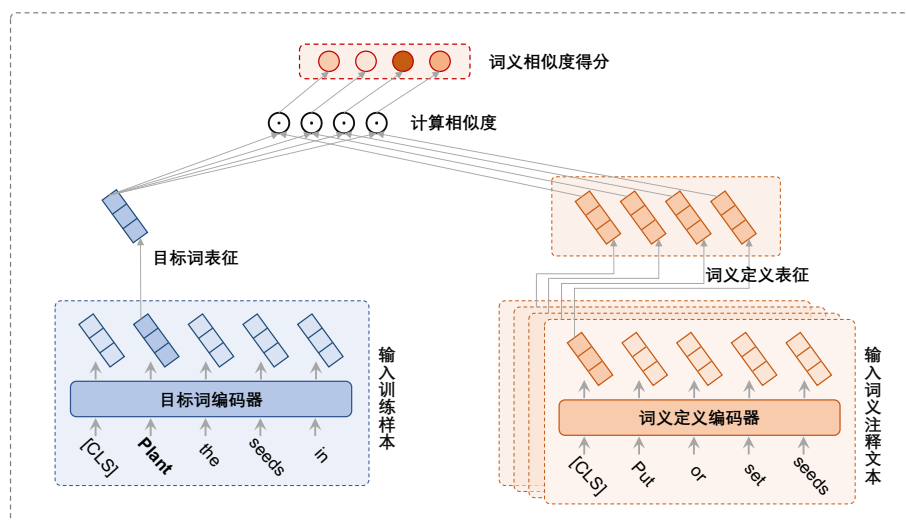 词义相似度得分
计算相似度
目标词表征
词义定义表征
输入训练样本
目标词编码器
[CLS] Plant the seeds in
输入词义注释文本
词义定义编码器
[CLS] Put or set seeds